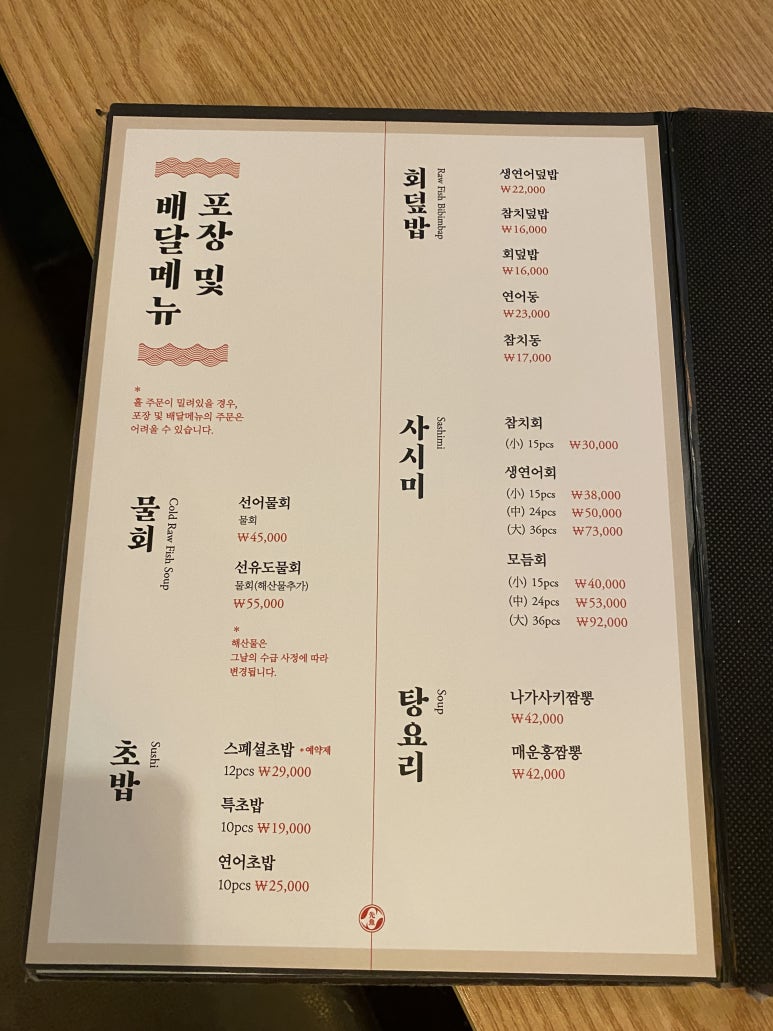 포장 및
배달메뉴
*
홀 주문이 밀려있을 경우,
포장 및 배달메뉴의 주문은
어려울 수 있습니다.
물회
Cold Raw Fish Soup
선어물회
물회
₩45,000
선유도물회
물회(해산물추가)
₩55,000
*
해산물은
그날의 수급 사정에 따라
변경됩니다.
초밥
Sushi
스페셜초밥 *예약제
12pcs ₩29,000
특초밥
10pcs ₩19,000
연어초밥
10pcs ₩25,000
회덮밥
Raw Fish Bibimbap
생연어덮밥
₩22,000
참치덮밥
₩16,000
회덮밥
₩16,000
연어동
₩23,000
참치동
₩17,000
사시미
Sashimi
참치회
(小) 15pcs ₩30,000
생연어회
(小) 15pcs ₩38,000
(中) 24pcs ₩50,000
(大) 36pcs ₩73,000
모듬회
(小) 15pcs ₩40,000
(中) 24pcs ₩53,000
(大) 36pcs ₩92,000
탕요리
Soup
나가사키짬뽕
₩42,000
매운홍짬뽕
₩42,000